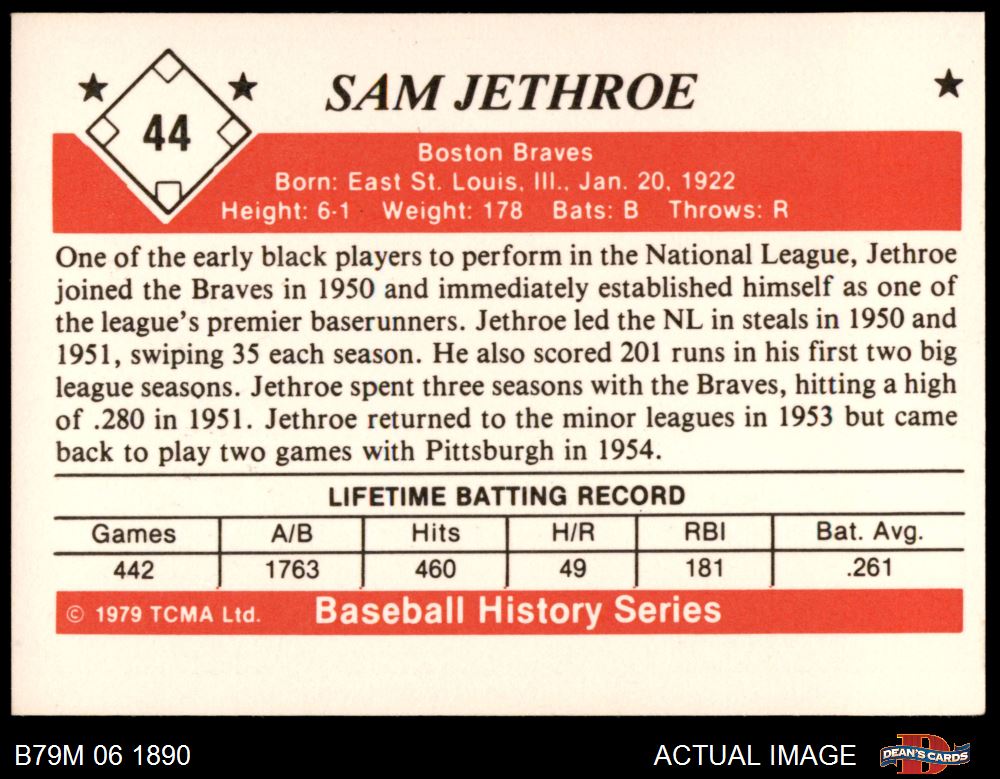 44
SAM JETHROE
Boston Braves
Born: East St. Louis, Ill., Jan. 20, 1922
Height: 6-1 Weight: 178 Bats: B Throws: R
One of the early black players to perform in the National League, Jethroe
joined the Braves in 1950 and immediately established himself as one of
the league's premier baserunners. Jethroe led the NL in steals in 1950 and
1951, swiping 35 each season. He also scored 201 runs in his first two big
league seasons. Jethroe spent three seasons with the Braves, hitting a high
of .280 in 1951. Jethroe returned to the minor leagues in 1953 but came
back to play two games with Pittsburgh in 1954.
LIFETIME BATTING RECORD
Games A/B Hits H/R RBI Bat. Avg.
442 1763 460 49 181 .261
© 1979 TCMA Ltd. Baseball History Series
B79M 06 1890 ACTUAL IMAGE DEAN'S CARDS